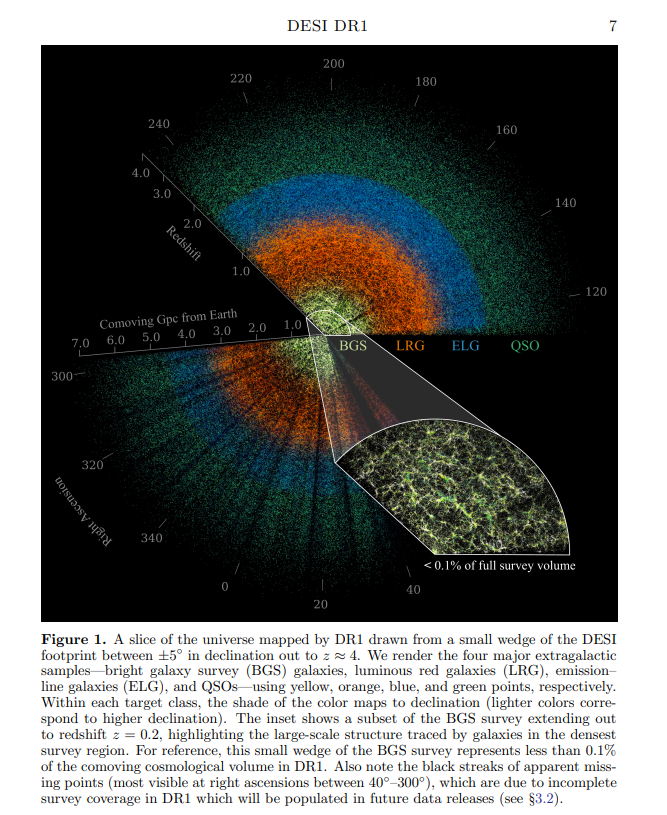 DESI DR1
7
200
220
180
240
160
4.0
3.0
140
2.0
Redshift
1.0
120
Comoving Gpc from Earth
7.0 6.0 5.0 4.0 3.0 2.0 1.0
BGS LRG ELG QSO
300
320
Right Ascension
340
< 0.1% of full survey volume
0
40
20
Figure 1. A slice of the universe mapped by DR1 drawn from a small wedge of the DESI
footprint between ±5° in declination out to z ≈ 4. We render the four major extragalactic
samples—bright galaxy survey (BGS) galaxies, luminous red galaxies (LRG), emission–
line galaxies (ELG), and QSOs—using yellow, orange, blue, and green points, respectively.
Within each target class, the shade of the color maps to declination (lighter colors corre-
spond to higher declination). The inset shows a subset of the BGS survey extending out
to redshift z = 0.2, highlighting the large-scale structure traced by galaxies in the densest
survey region. For reference, this small wedge of the BGS survey represents less than 0.1%
of the comoving cosmological volume in DR1. Also note the black streaks of apparent miss-
ing points (most visible at right ascensions between 40°–300°), which are due to incomplete
survey coverage in DR1 which will be populated in future data releases (see §3.2).